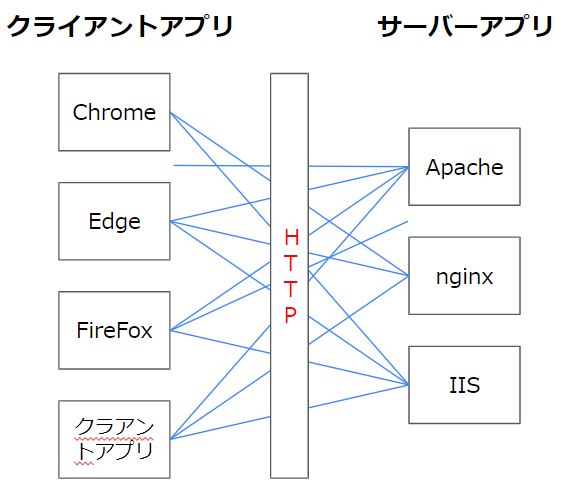 クライアントアプリ
サーバーアプリ
Chrome
Edge
FireFox
クラアン
トアプリ
H
T
T
P
Apache
nginx
IIS